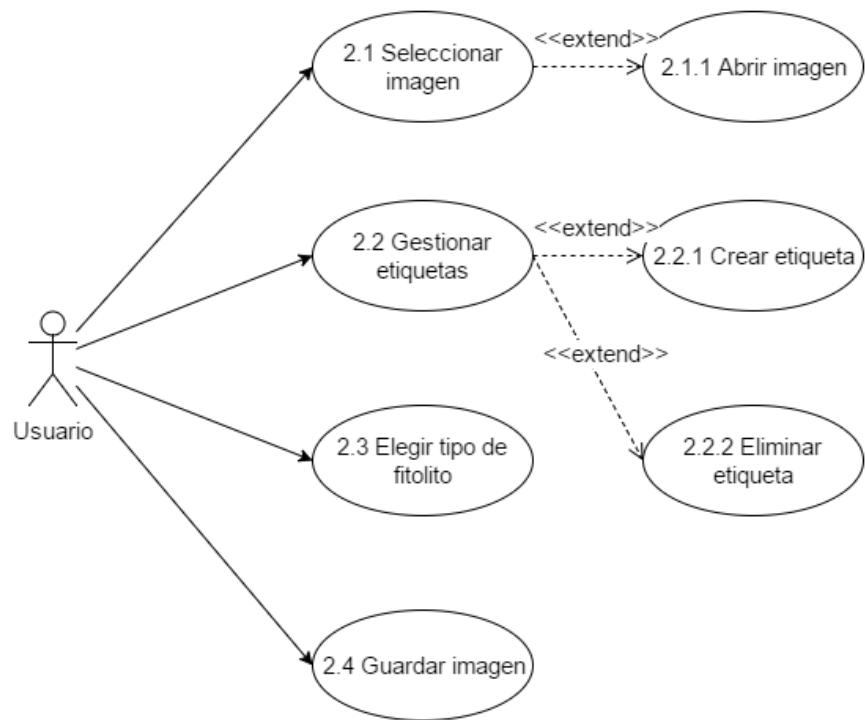 2.1 Seleccionar
imagen
<<extend>>
2.1.1 Abrir imagen
2.2 Gestionar
etiquetas
<<extend>>
2.2.1 Crear etiqueta
<<extend>>
Usuario
2.3 Elegir tipo de
fitolito
2.2.2 Eliminar
etiqueta
2.4 Guardar imagen